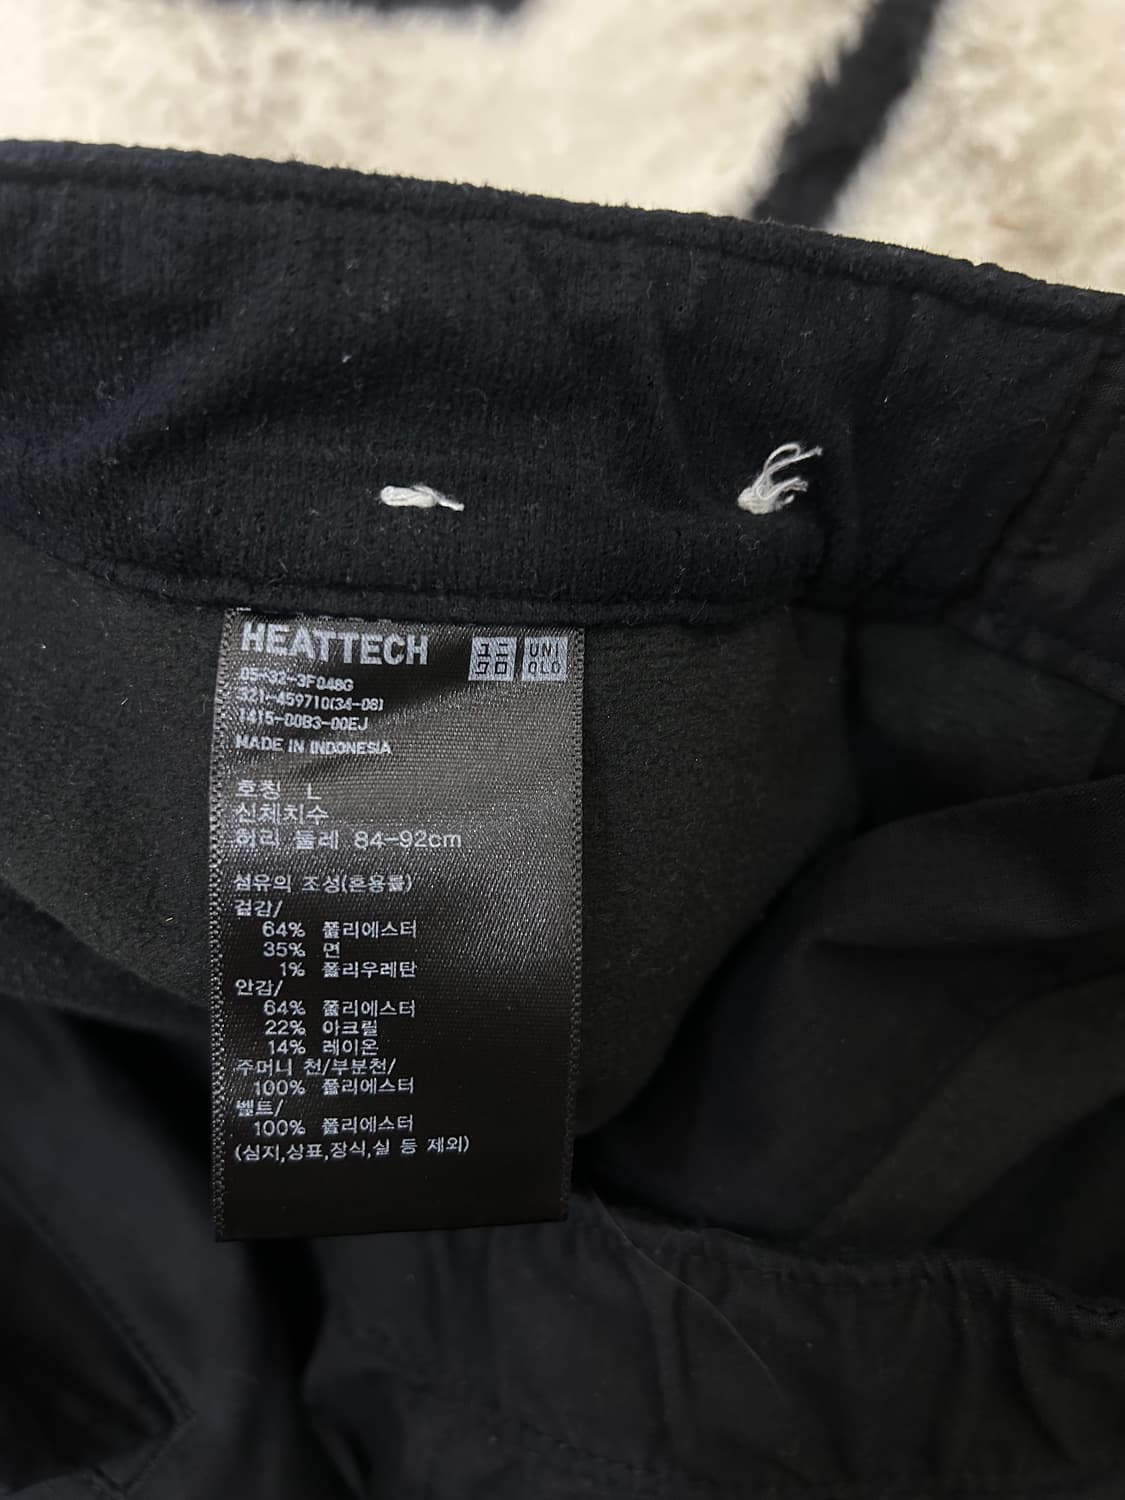 HEATTECH
ユニクロ UNIQLO
05-32-3F048G
321-459710(34-08)
1415-00B3-00EJ
MADE IN INDONESIA
호칭 L
신체치수
허리 둘레 84-92cm
섬유의 조성(혼용률)
겉감/
64% 폴리에스터
35% 면
1% 폴리우레탄
안감/
64% 폴리에스터
22% 아크릴
14% 레이온
주머니 천/부분천/
100% 폴리에스터
벨트/
100% 폴리에스터
(심지,상표,장식,실 등 제외)